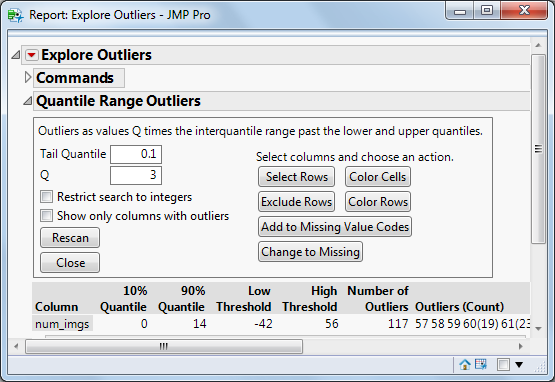 Report: Explore Outliers - JMP Pro
Explore Outliers
Commands
Quantile Range Outliers
Outliers as values Q times the interquantile range past the lower and upper quantiles.
Tail Quantile 0.1
Q 3
Restrict search to integers
Show only columns with outliers
Rescan
Close
Select columns and choose an action.
Select Rows Color Cells
Exclude Rows Color Rows
Add to Missing Value Codes
Change to Missing
10% 90% Low High Number of
Column Quantile Quantile Threshold Threshold Outliers Outliers (Count)
num_imgs 0 14 -42 56 117 57 58 59 60(19) 61(23